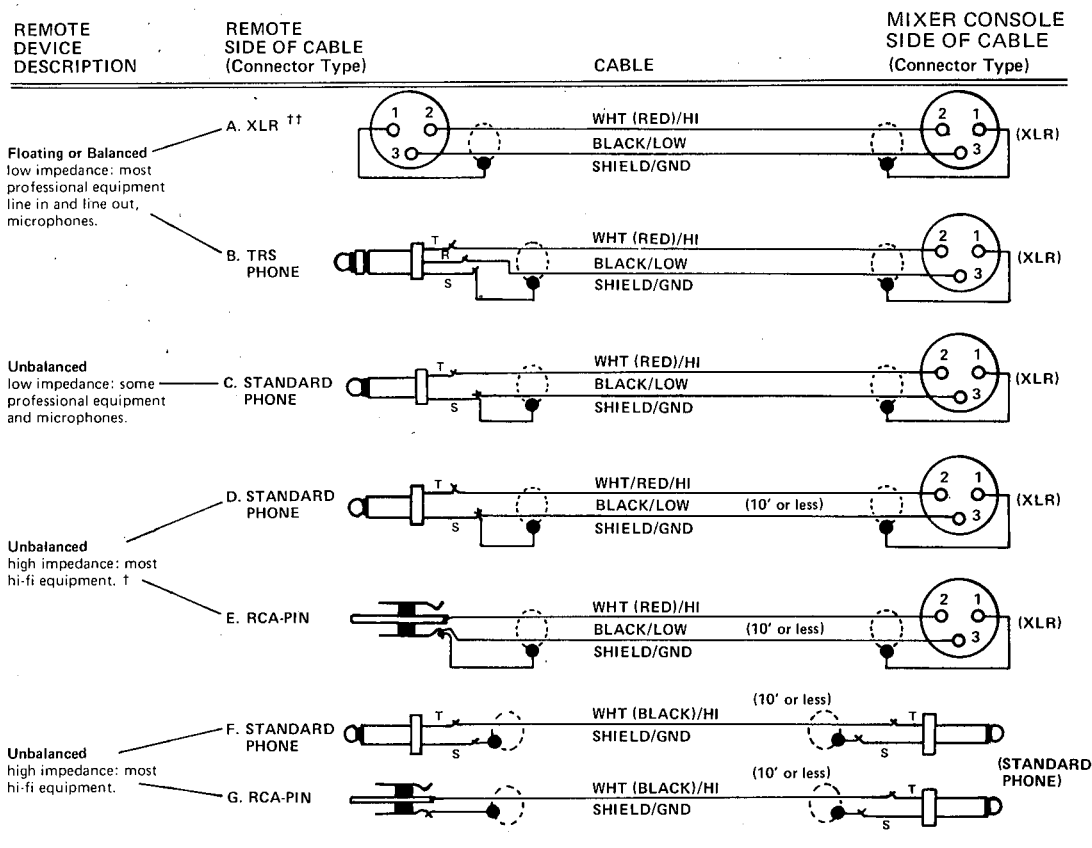 REMOTE
DEVICE
DESCRIPTION
REMOTE
SIDE OF CABLE
(Connector Type)
CABLE
MIXER CONSOLE
SIDE OF CABLE
(Connector Type)
Floating or Balanced
low impedance: most
professional equipment
line in and line out,
microphones.
A. XLR ††
1 2
3
WHT (RED)/HI
BLACK/LOW
SHIELD/GND
2 1
3
(XLR)
B. TRS
PHONE
T
R
S
WHT (RED)/HI
BLACK/LOW
SHIELD/GND
2 1
3
(XLR)
Unbalanced
low impedance: some
professional equipment
and microphones.
C. STANDARD
PHONE
T
S
WHT (RED)/HI
BLACK/LOW
SHIELD/GND
2 1
3
(XLR)
Unbalanced
high impedance: most
hi-fi equipment. †
D. STANDARD
PHONE
T
S
WHT/RED/HI
BLACK/LOW (10' or less)
SHIELD/GND
2 1
3
(XLR)
E. RCA-PIN
WHT (RED)/HI
BLACK/LOW (10' or less)
SHIELD/GND
2 1
3
(XLR)
Unbalanced
high impedance: most
hi-fi equipment.
F. STANDARD
PHONE
T
S
(10' or less)
WHT (BLACK)/HI
SHIELD/GND
T
S
(STANDARD
PHONE)
G. RCA-PIN
(10' or less)
WHT (BLACK)/HI
SHIELD/GND
T
S